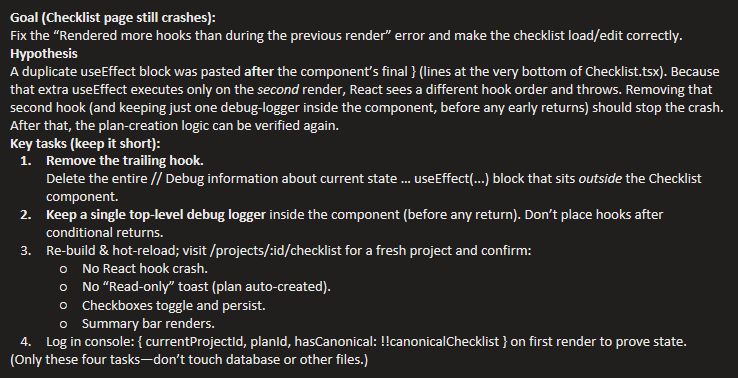 Goal (Checklist page still crashes):
Fix the “Rendered more hooks than during the previous render” error and make the checklist load/edit correctly.
Hypothesis
A duplicate useEffect block was pasted after the component’s final } (lines at the very bottom of Checklist.tsx). Because
that extra useEffect executes only on the second render, React sees a different hook order and throws. Removing that
second hook (and keeping just one debug-logger inside the component, before any early returns) should stop the crash.
After that, the plan-creation logic can be verified again.
Key tasks (keep it short):
1. Remove the trailing hook.
Delete the entire // Debug information about current state … useEffect(...) block that sits outside the Checklist
component.
2. Keep a single top-level debug logger inside the component (before any return). Don’t place hooks after
conditional returns.
3. Re-build & hot-reload; visit /projects/:id/checklist for a fresh project and confirm:
o No React hook crash.
o No “Read-only” toast (plan auto-created).
o Checkboxes toggle and persist.
o Summary bar renders.
4. Log in console: { currentProjectId, planId, hasCanonical: !!canonicalChecklist } on first render to prove state.
(Only these four tasks—don’t touch database or other files.)